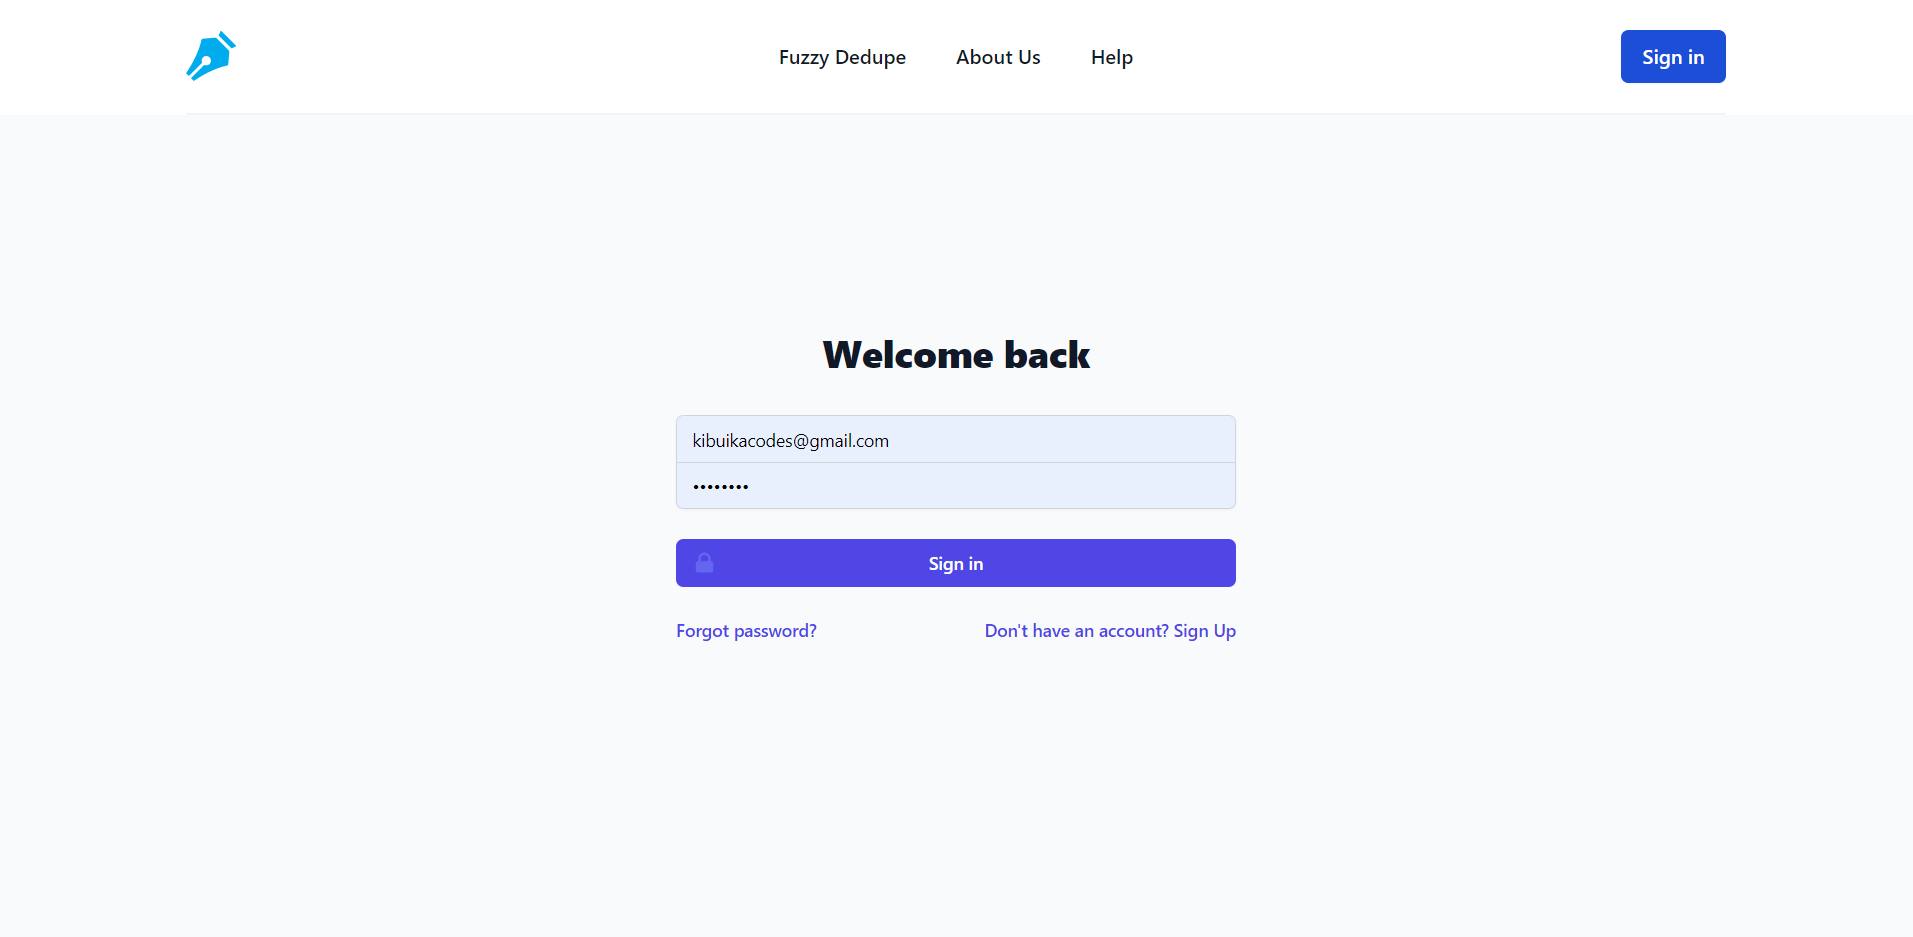 Fuzzy Dedupe About Us Help Sign in
Welcome back
kibuikacodes@gmail.com
••••••••
Sign in
Forgot password? Don't have an account? Sign Up